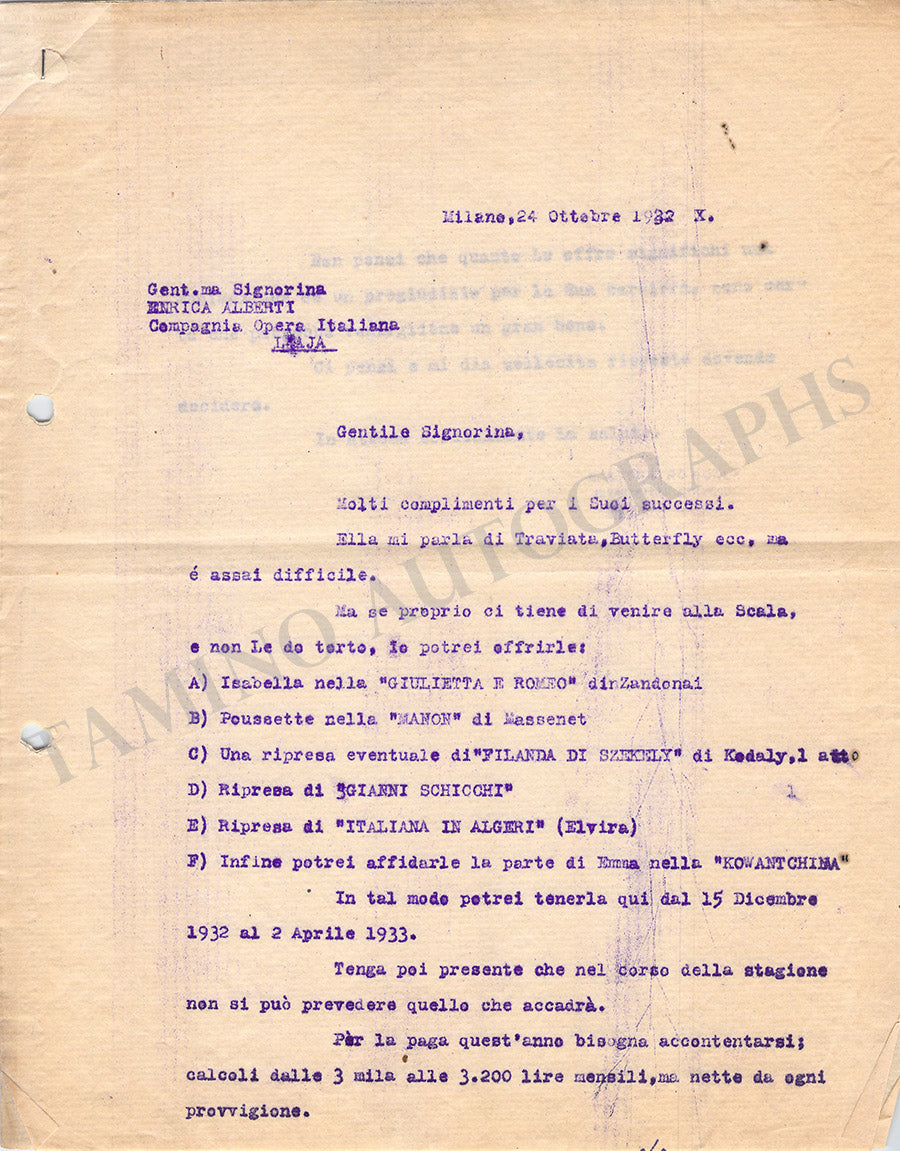 Milano,24 Ottobre 1932 X.
Gent.ma Signorina
ENRICA ALBERTI
Compagnia Opera Italiana
L'AJA
Gentile Signorina,
Molti complimenti per i Suoi successi.
Ella mi parla di Traviata,Butterfly ecc, ma
é assai difficile.
Ma se proprio ci tiene di venire alla Scala,
e non Le do torto, Io potrei offrirle:
A) Isabella nella "GIULIETTA E ROMEO" dinZandonai
B) Poussette nella "MANON" di Massenet
C) Una ripresa eventuale di"FILANDA DI SZEKELY" di Kodaly,1 atto
D) Ripresa di "GIANNI SCHICCHI"
E) Ripresa di "ITALIANA IN ALGERI" (Elvira)
F) Infine potrei affidarle la parte di Emma nella "KOWANTCHINA"
In tal modo potrei tenerla qui dal 15 Dicembre
1932 al 2 Aprile 1933.
Tenga poi presente che nel corso della stagione
non si può prevedere quello che accadrà.
Pèr la paga quest'anno bisogna accontentarsi;
calcoli dalle 3 mila alle 3.200 lire mensili,ma nette da ogni
provvigione.
./.
TAMINO AUTOGRAPHS